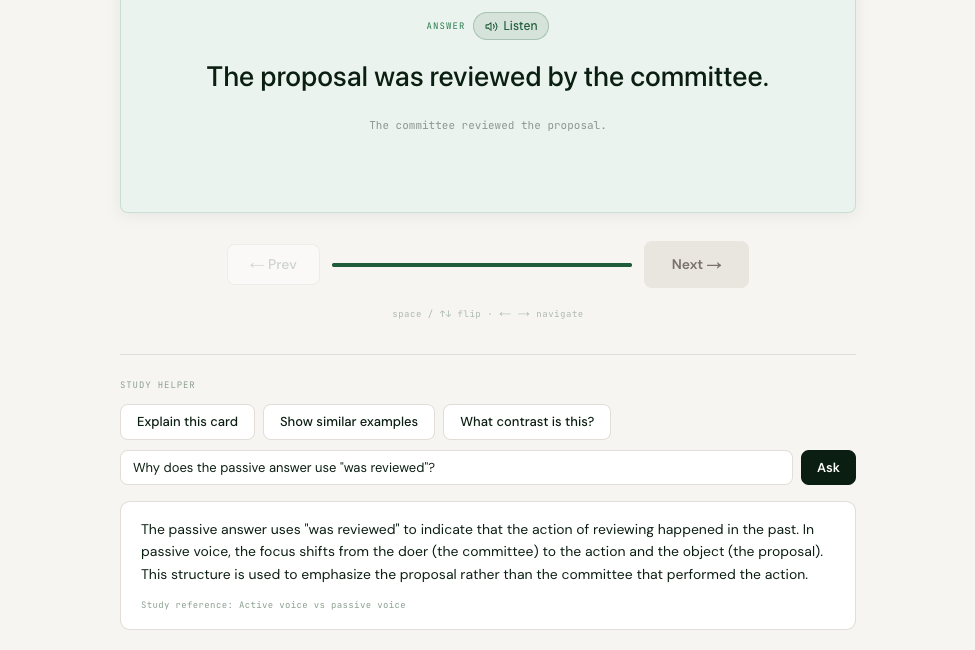 ANSWER Listen
The proposal was reviewed by the committee.
The committee reviewed the proposal.
← Prev Next →
space / ↑↓ flip · ← → navigate
STUDY HELPER
Explain this card Show similar examples What contrast is this?
Why does the passive answer use "was reviewed"? Ask
The passive answer uses "was reviewed" to indicate that the action of reviewing happened in the past. In
passive voice, the focus shifts from the doer (the committee) to the action and the object (the proposal).
This structure is used to emphasize the proposal rather than the committee that performed the action.
Study reference: Active voice vs passive voice